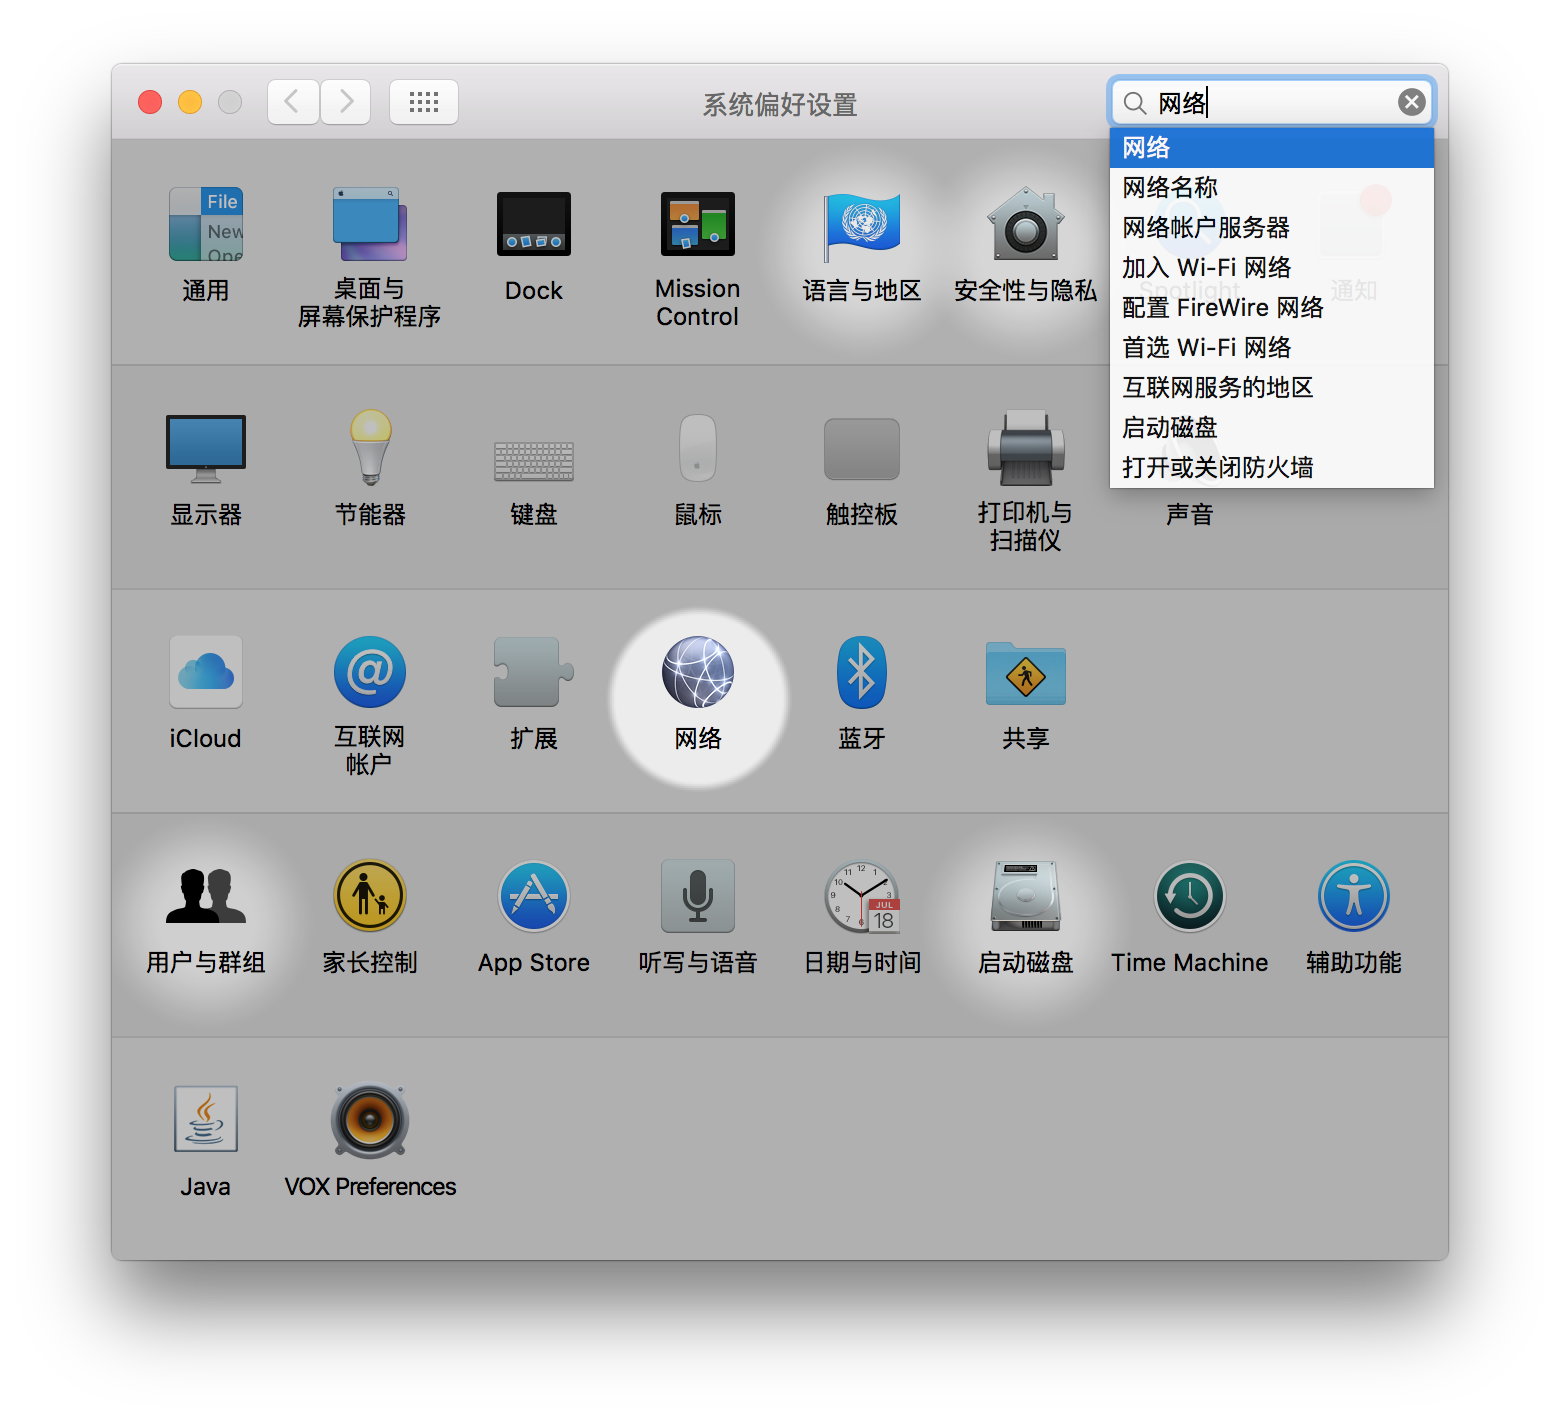 系统偏好设置
网络
网络
网络名称
网络帐户服务器
加入 Wi-Fi 网络
配置 FireWire 网络
首选 Wi-Fi 网络
互联网服务的地区
启动磁盘
打开或关闭防火墙
File
New
Ope
通用
桌面与
屏幕保护程序
Dock
Mission
Control
语言与地区
安全性与隐私
Spotlight
通知
显示器
节能器
键盘
鼠标
触控板
打印机与
扫描仪
声音
iCloud
互联网
帐户
扩展
网络
蓝牙
共享
用户与群组
家长控制
App Store
听写与语音
JUL
18
日期与时间
启动磁盘
Time Machine
辅助功能
Java
VOX Preferences